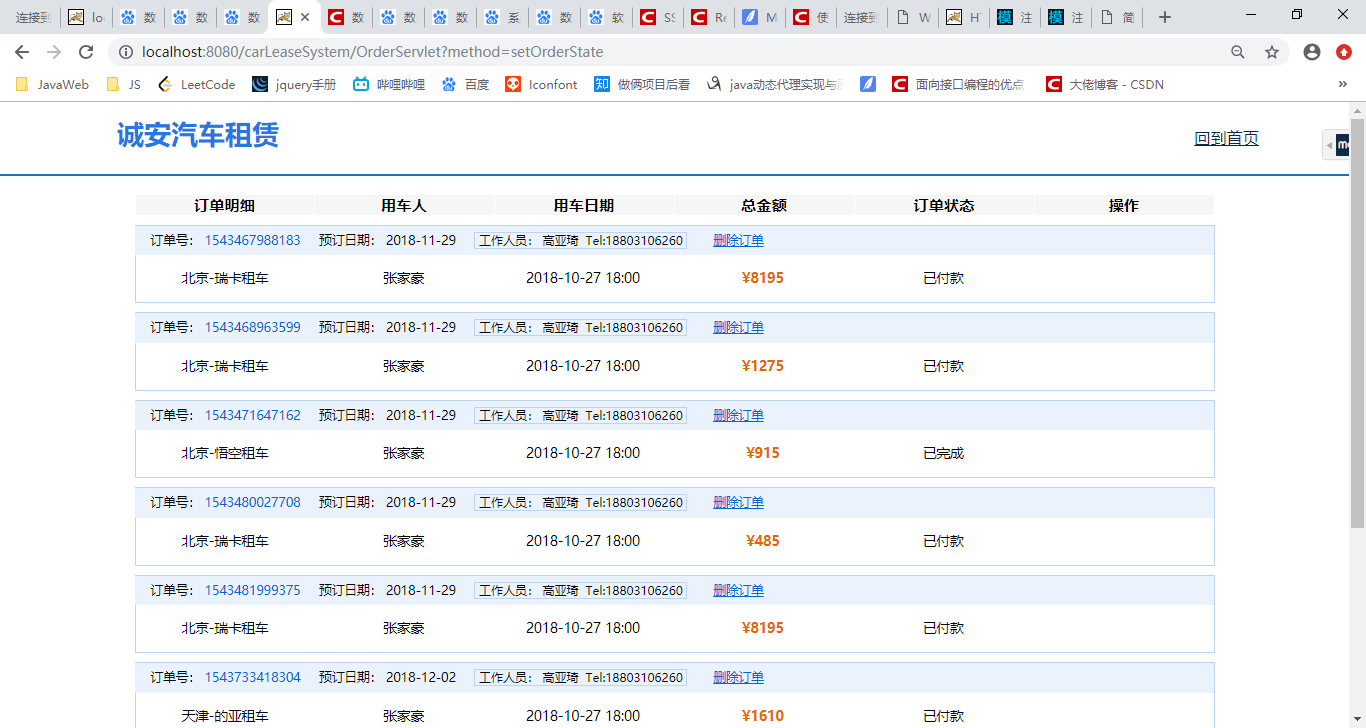 连接到 lo 数 数 数 数 数 数 系 数 软 SS Re M 使 连接到 W HT 注 注 简
localhost:8080/carLeaseSystem/OrderServlet?method=setOrderState
JavaWeb JS LeetCode jquery手册 哔哩哔哩 百度 Iconfont 知 做俩项目后看 java动态代理实现与 面向接口编程的优点 大佬博客 - CSDN »
诚安汽车租赁 回到首页
订单明细 用车人 用车日期 总金额 订单状态 操作
订单号： 1543467988183 预订日期： 2018-11-29 工作人员： 高亚琦 Tel:18803106260 删除订单
北京-瑞卡租车 张家豪 2018-10-27 18:00 ¥8195 已付款
订单号： 1543468963599 预订日期： 2018-11-29 工作人员： 高亚琦 Tel:18803106260 删除订单
北京-瑞卡租车 张家豪 2018-10-27 18:00 ¥1275 已付款
订单号： 1543471647162 预订日期： 2018-11-29 工作人员： 高亚琦 Tel:18803106260 删除订单
北京-悟空租车 张家豪 2018-10-27 18:00 ¥915 已完成
订单号： 1543480027708 预订日期： 2018-11-29 工作人员： 高亚琦 Tel:18803106260 删除订单
北京-瑞卡租车 张家豪 2018-10-27 18:00 ¥485 已付款
订单号： 1543481999375 预订日期： 2018-11-29 工作人员： 高亚琦 Tel:18803106260 删除订单
北京-瑞卡租车 张家豪 2018-10-27 18:00 ¥8195 已付款
订单号： 1543733418304 预订日期： 2018-12-02 工作人员： 高亚琦 Tel:18803106260 删除订单
天津-的亚租车 张家豪 2018-10-27 18:00 ¥1610 已付款